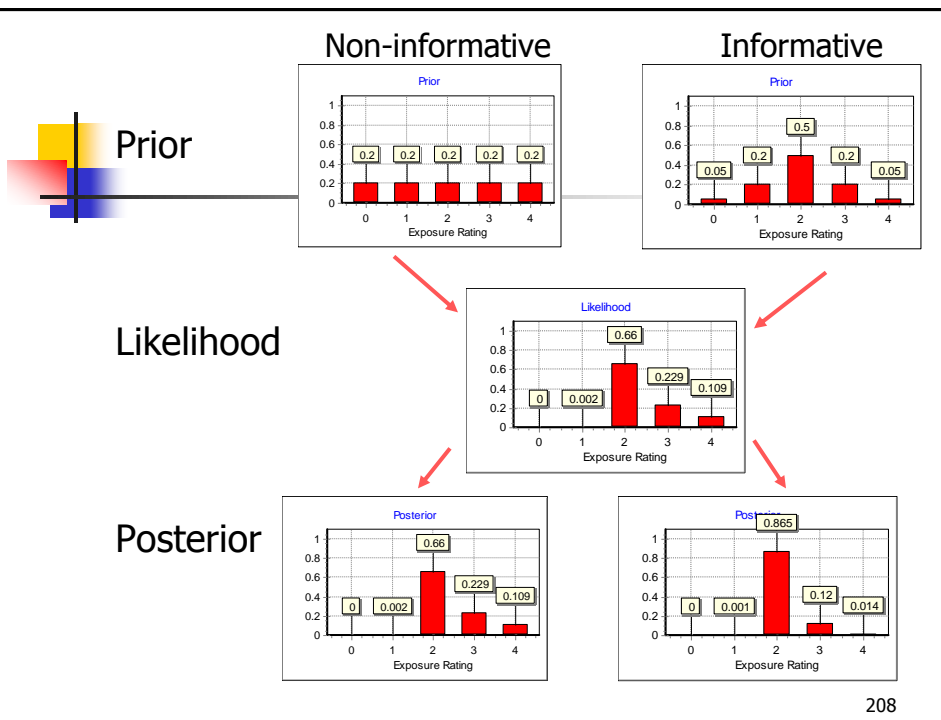 Non-informative
Informative
Prior
Prior
1
0.8
0.6
0.4
0.2
0
0.2 0.2 0.2 0.2 0.2
0 1 2 3 4
Exposure Rating
Prior
1
0.8
0.6
0.4
0.2
0
0.05 0.2 0.5 0.2 0.05
0 1 2 3 4
Exposure Rating
Likelihood
Likelihood
1
0.8
0.6
0.4
0.2
0
0 0.002 0.66 0.229 0.109
0 1 2 3 4
Exposure Rating
Posterior
Posterior
1
0.8
0.6
0.4
0.2
0
0 0.002 0.66 0.229 0.109
0 1 2 3 4
Exposure Rating
Posterior
1
0.8
0.6
0.4
0.2
0
0 0.001 0.865 0.12 0.014
0 1 2 3 4
Exposure Rating
208